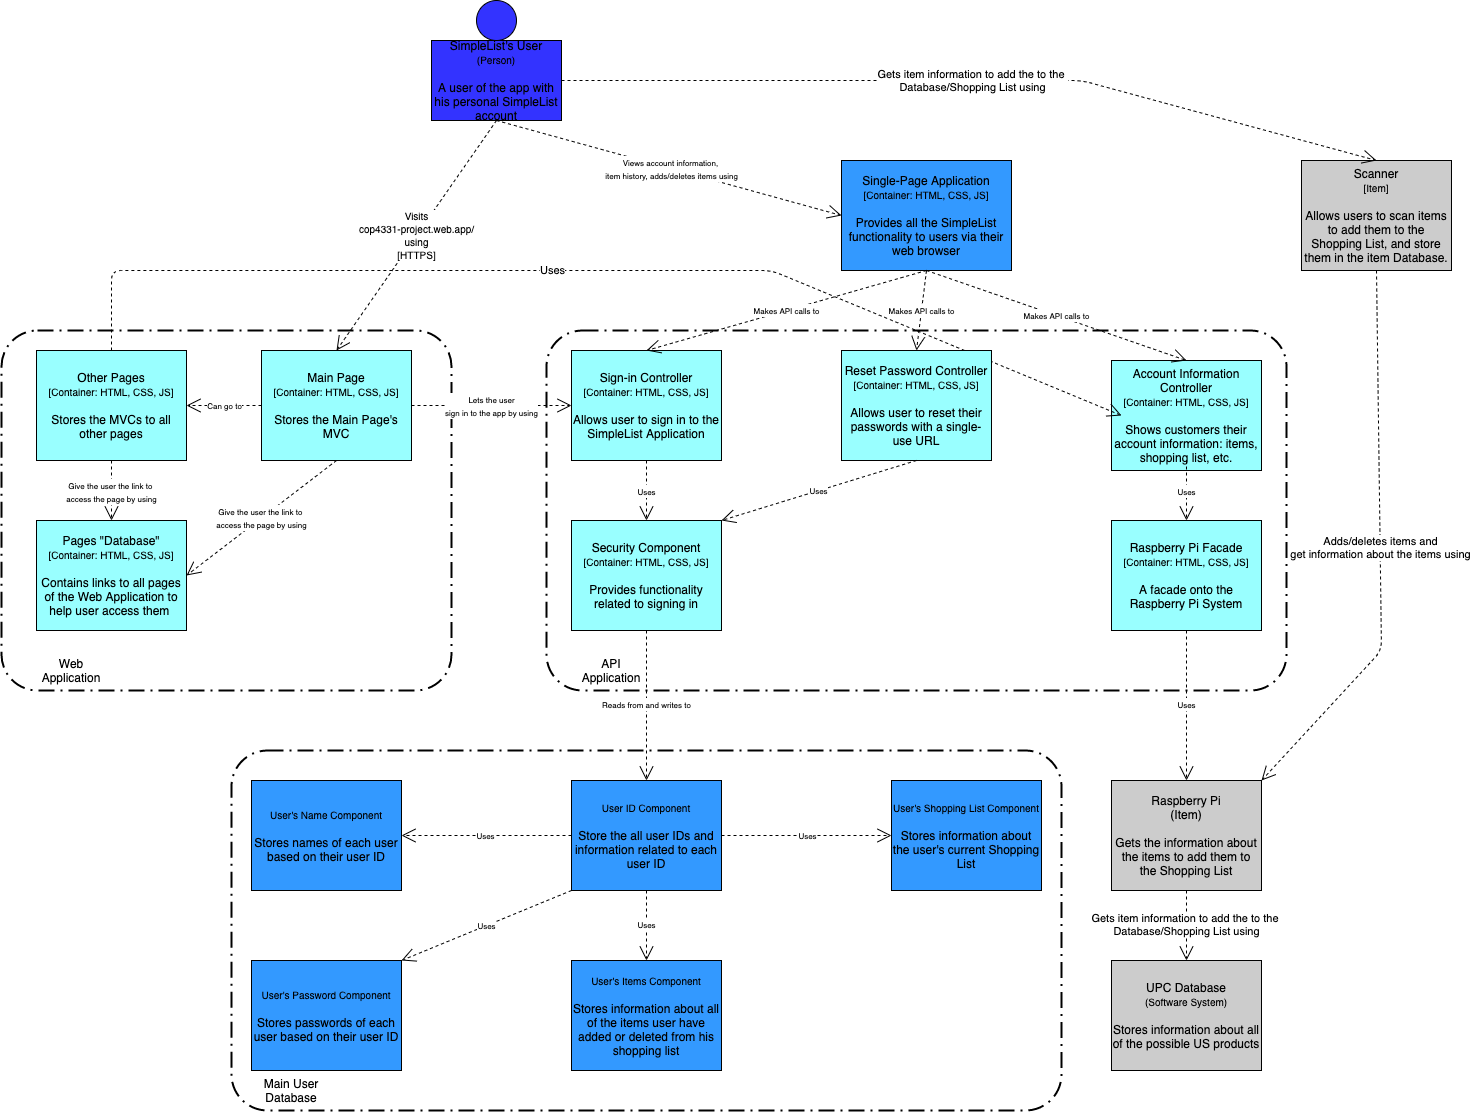 SimpleList's User
(Person)
A user of the app with
his personal SimpleList
account
Gets item information to add the to the
Database/Shopping List using
Views account information,
item history, adds/deletes items using
Single-Page Application
[Container: HTML, CSS, JS]
Provides all the SimpleList
functionality to users via their
web browser
Scanner
[Item]
Allows users to scan items
to add them to the
Shopping List, and store
them in the item Database.
Visits
cop4331-project.web.app/
using
[HTTPS]
Uses
Makes API calls to
Makes API calls to
Makes API calls to
Other Pages
[Container: HTML, CSS, JS]
Stores the MVCs to all
other pages
Can go to
Main Page
[Container: HTML, CSS, JS]
Stores the Main Page's
MVC
Lets the user
sign in to the app by using
Sign-in Controller
[Container: HTML, CSS, JS]
Allows user to sign in to the
SimpleList Application
Reset Password Controller
[Container: HTML, CSS, JS]
Allows user to reset their
passwords with a single-
use URL
Account Information
Controller
[Container: HTML, CSS, JS]
Shows customers their
account information: items,
shopping list, etc.
Give the user the link to
access the page by using
Give the user the link to
access the page by using
Uses
Uses
Uses
Pages "Database"
[Container: HTML, CSS, JS]
Contains links to all pages
of the Web Application to
help user access them
Security Component
[Container: HTML, CSS, JS]
Provides functionality
related to signing in
Raspberry Pi Facade
[Container: HTML, CSS, JS]
A facade onto the
Raspberry Pi System
Adds/deletes items and
get information about the items using
Web
Application
API
Application
Reads from and writes to
Uses
User's Name Component
Stores names of each user
based on their user ID
Uses
User ID Component
Store the all user IDs and
information related to each
user ID
Uses
User's Shopping List Component
Stores information about
the user's current Shopping
List
Raspberry Pi
(Item)
Gets the information about
the items to add them to
the Shopping List
Uses
Uses
Gets item information to add the to the
Database/Shopping List using
User's Password Component
Stores passwords of each
user based on their user ID
User's Items Component
Stores information about all
of the items user have
added or deleted from his
shopping list
UPC Database
(Software System)
Stores information about all
of the possible US products
Main User
Database